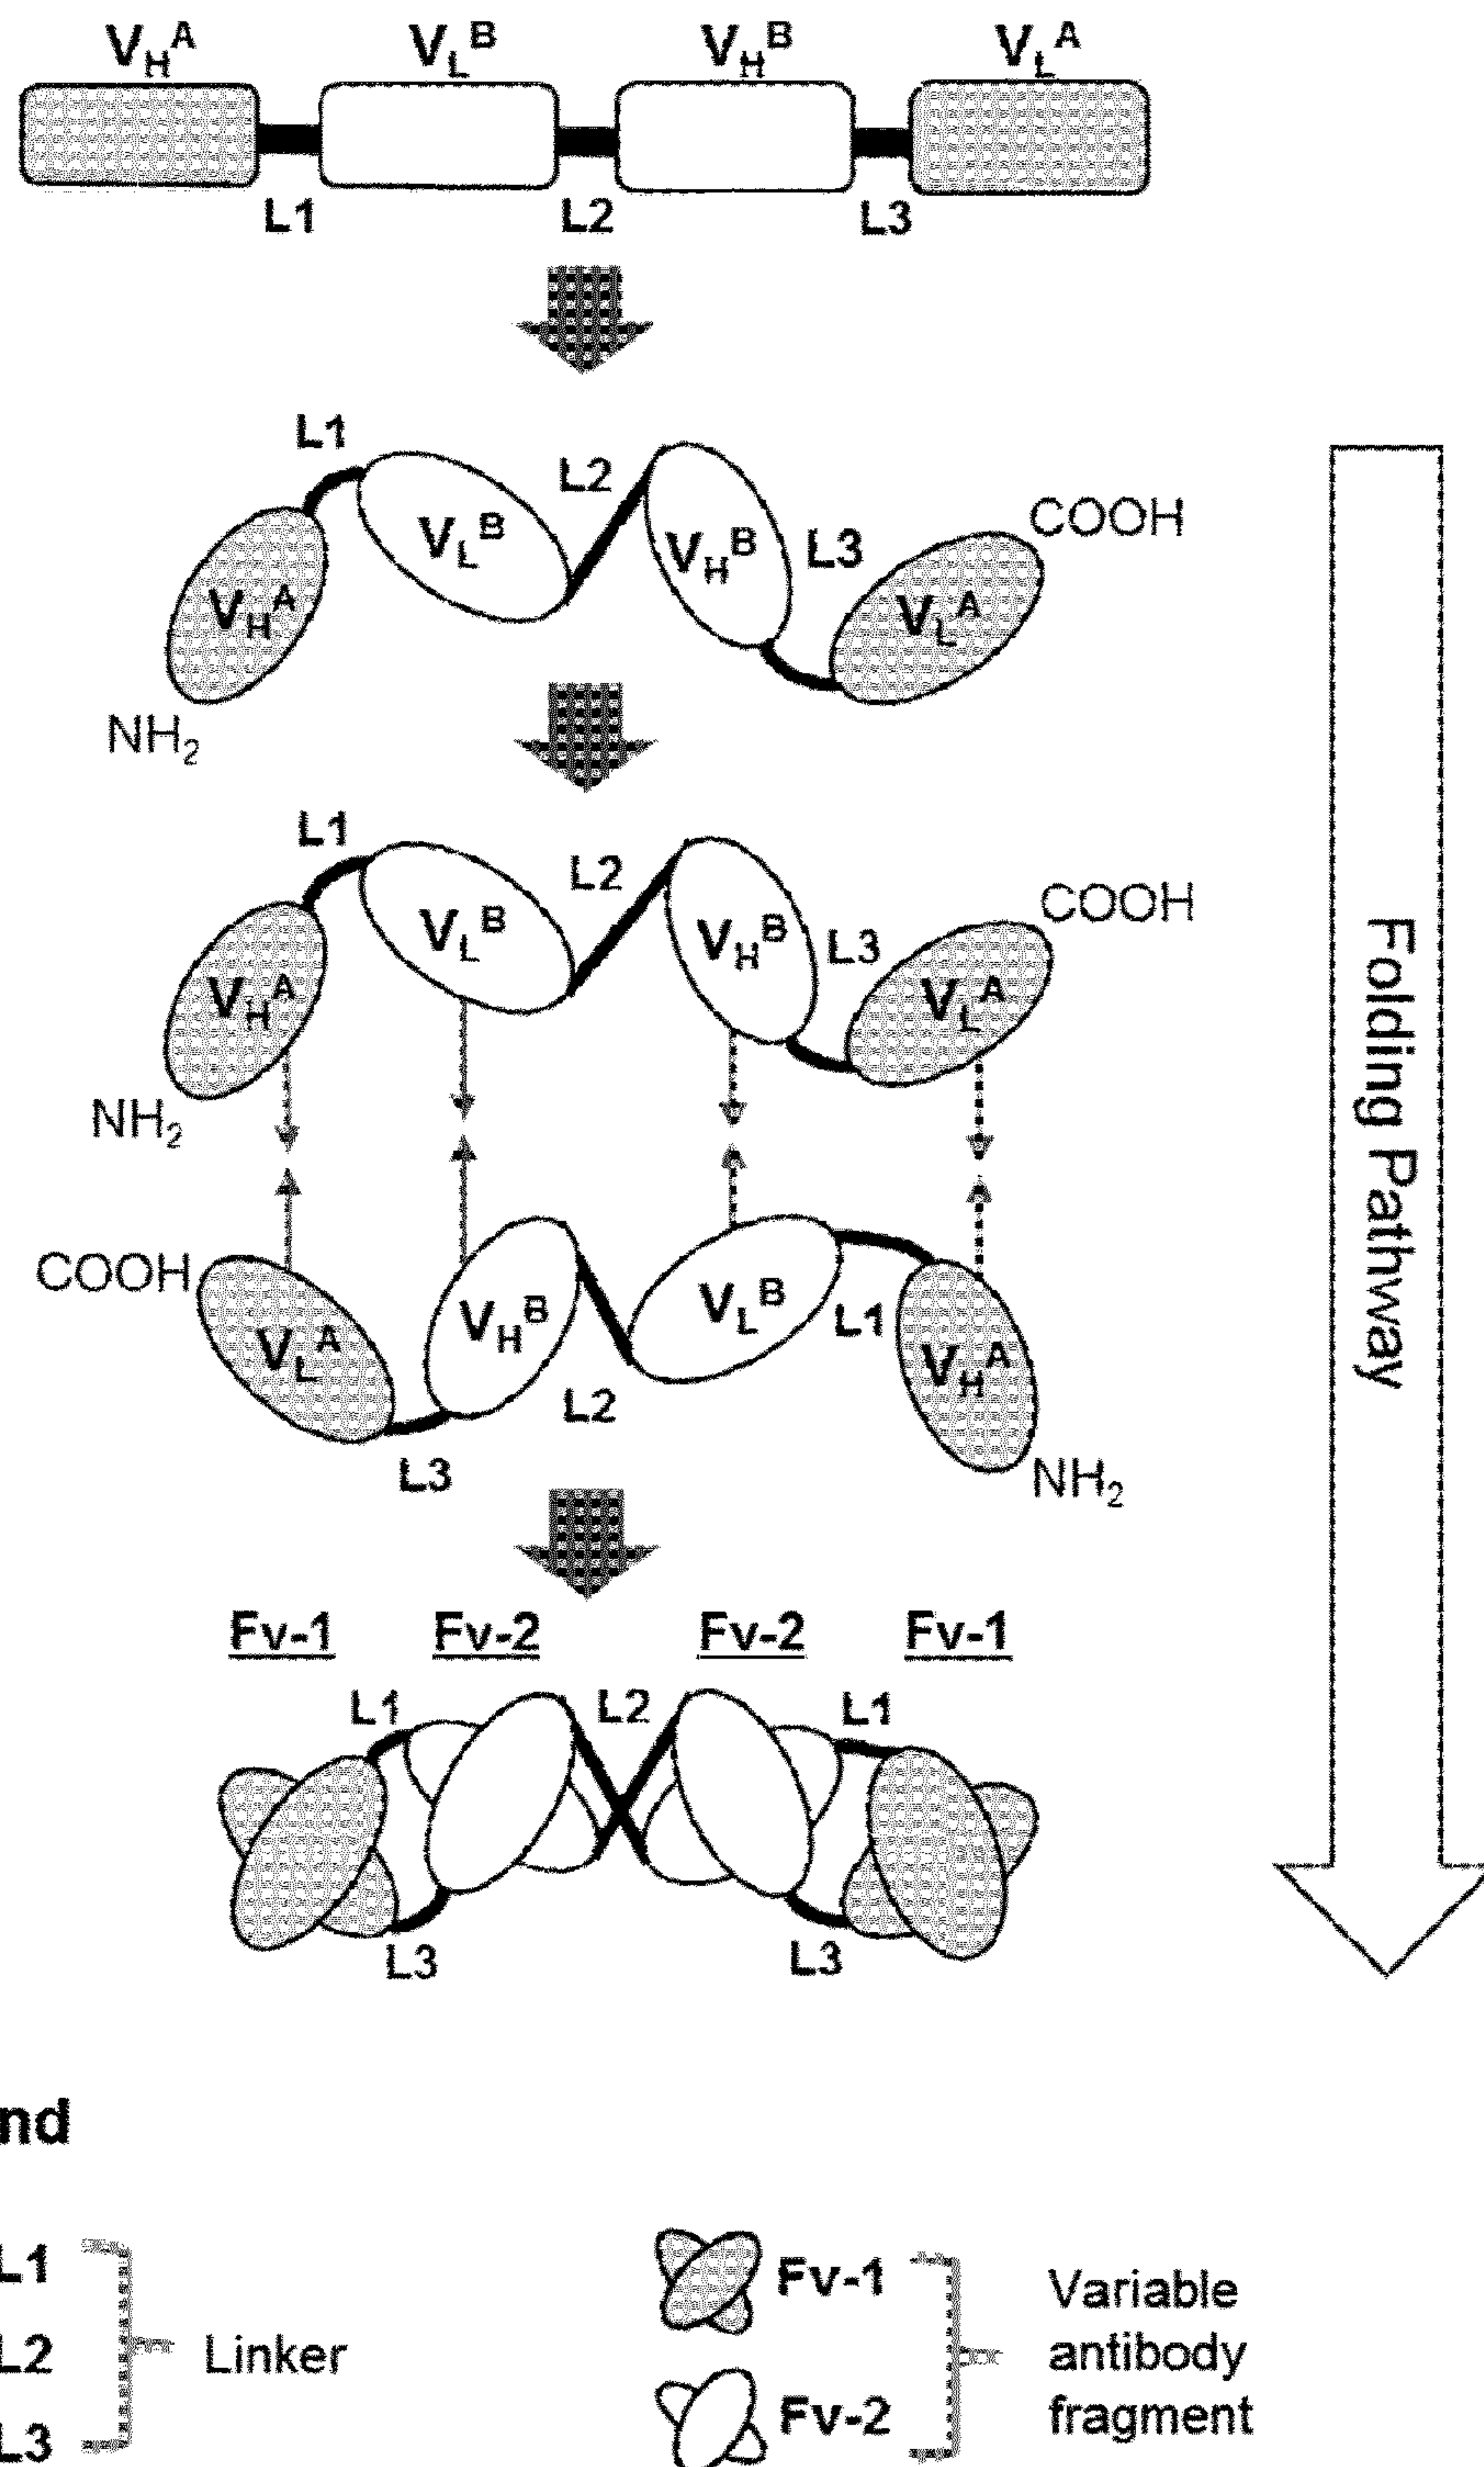 V_H^A V_L^B V_H^B V_L^A
L1 L2 L3
L1 L2 L3 COOH
V_H^A V_L^B V_H^B V_L^A
NH2
L1 L2 L3 COOH
V_H^A V_L^B V_H^B V_L^A
NH2
COOH
V_L^A V_H^B V_L^B L1 V_H^A
L3 L2 NH2
Folding Pathway
Fv-1 Fv-2 Fv-2 Fv-1
L1 L2 L1
L3 L3
nd
L1
L2 Linker
L3
Fv-1
Fv-2
Variable
antibody
fragment